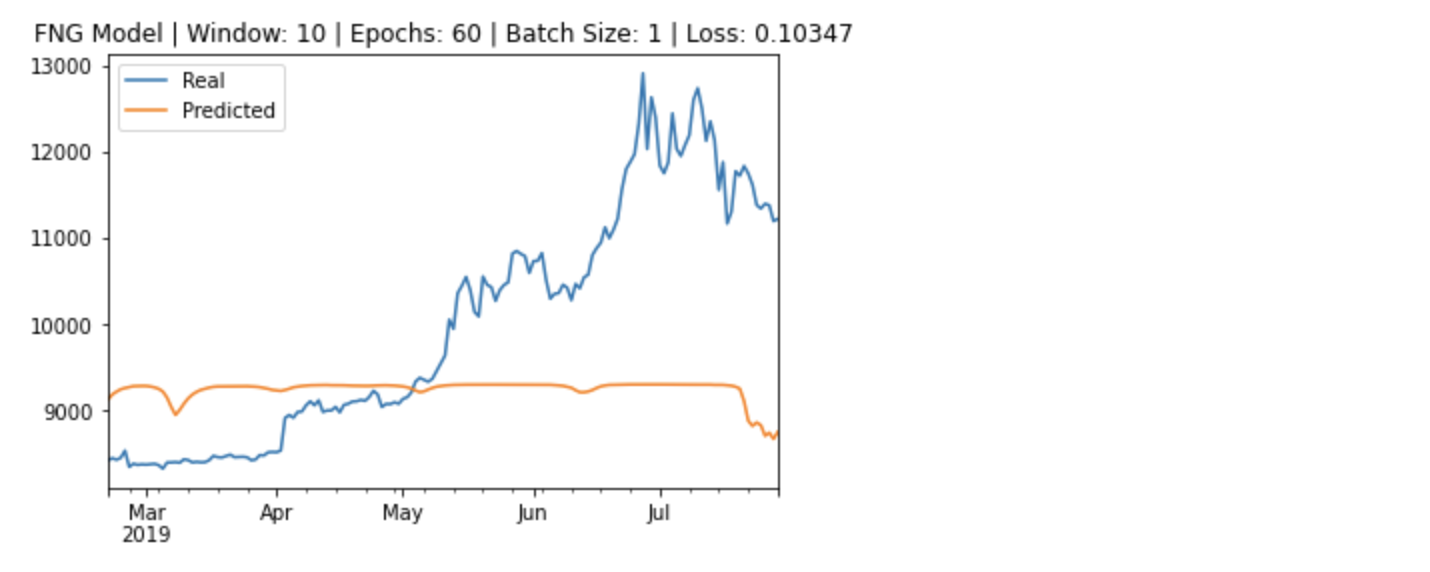 FNG Model | Window: 10 | Epochs: 60 | Batch Size: 1 | Loss: 0.10347
13000
Real
Predicted
12000
11000
10000
9000
Mar Apr May Jun Jul
2019